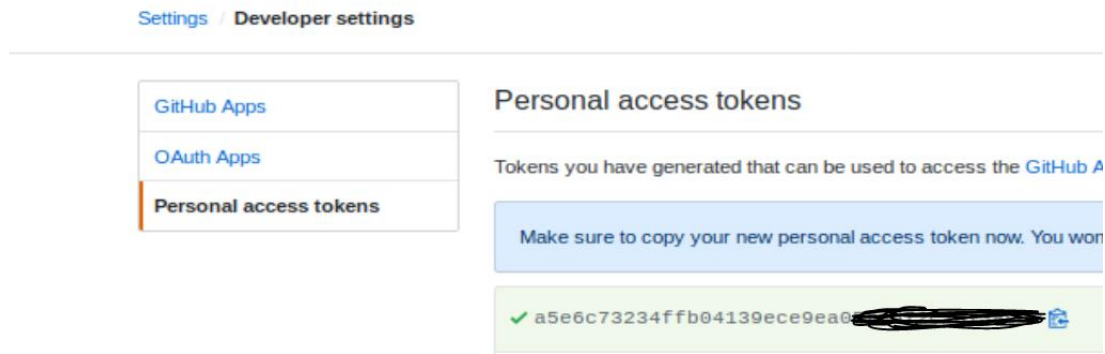 Settings / Developer settings
GitHub Apps
OAuth Apps
Personal access tokens
Personal access tokens
Tokens you have generated that can be used to access the GitHub A
Make sure to copy your new personal access token now. You won
a5e6c73234ffb04139ece9ea0